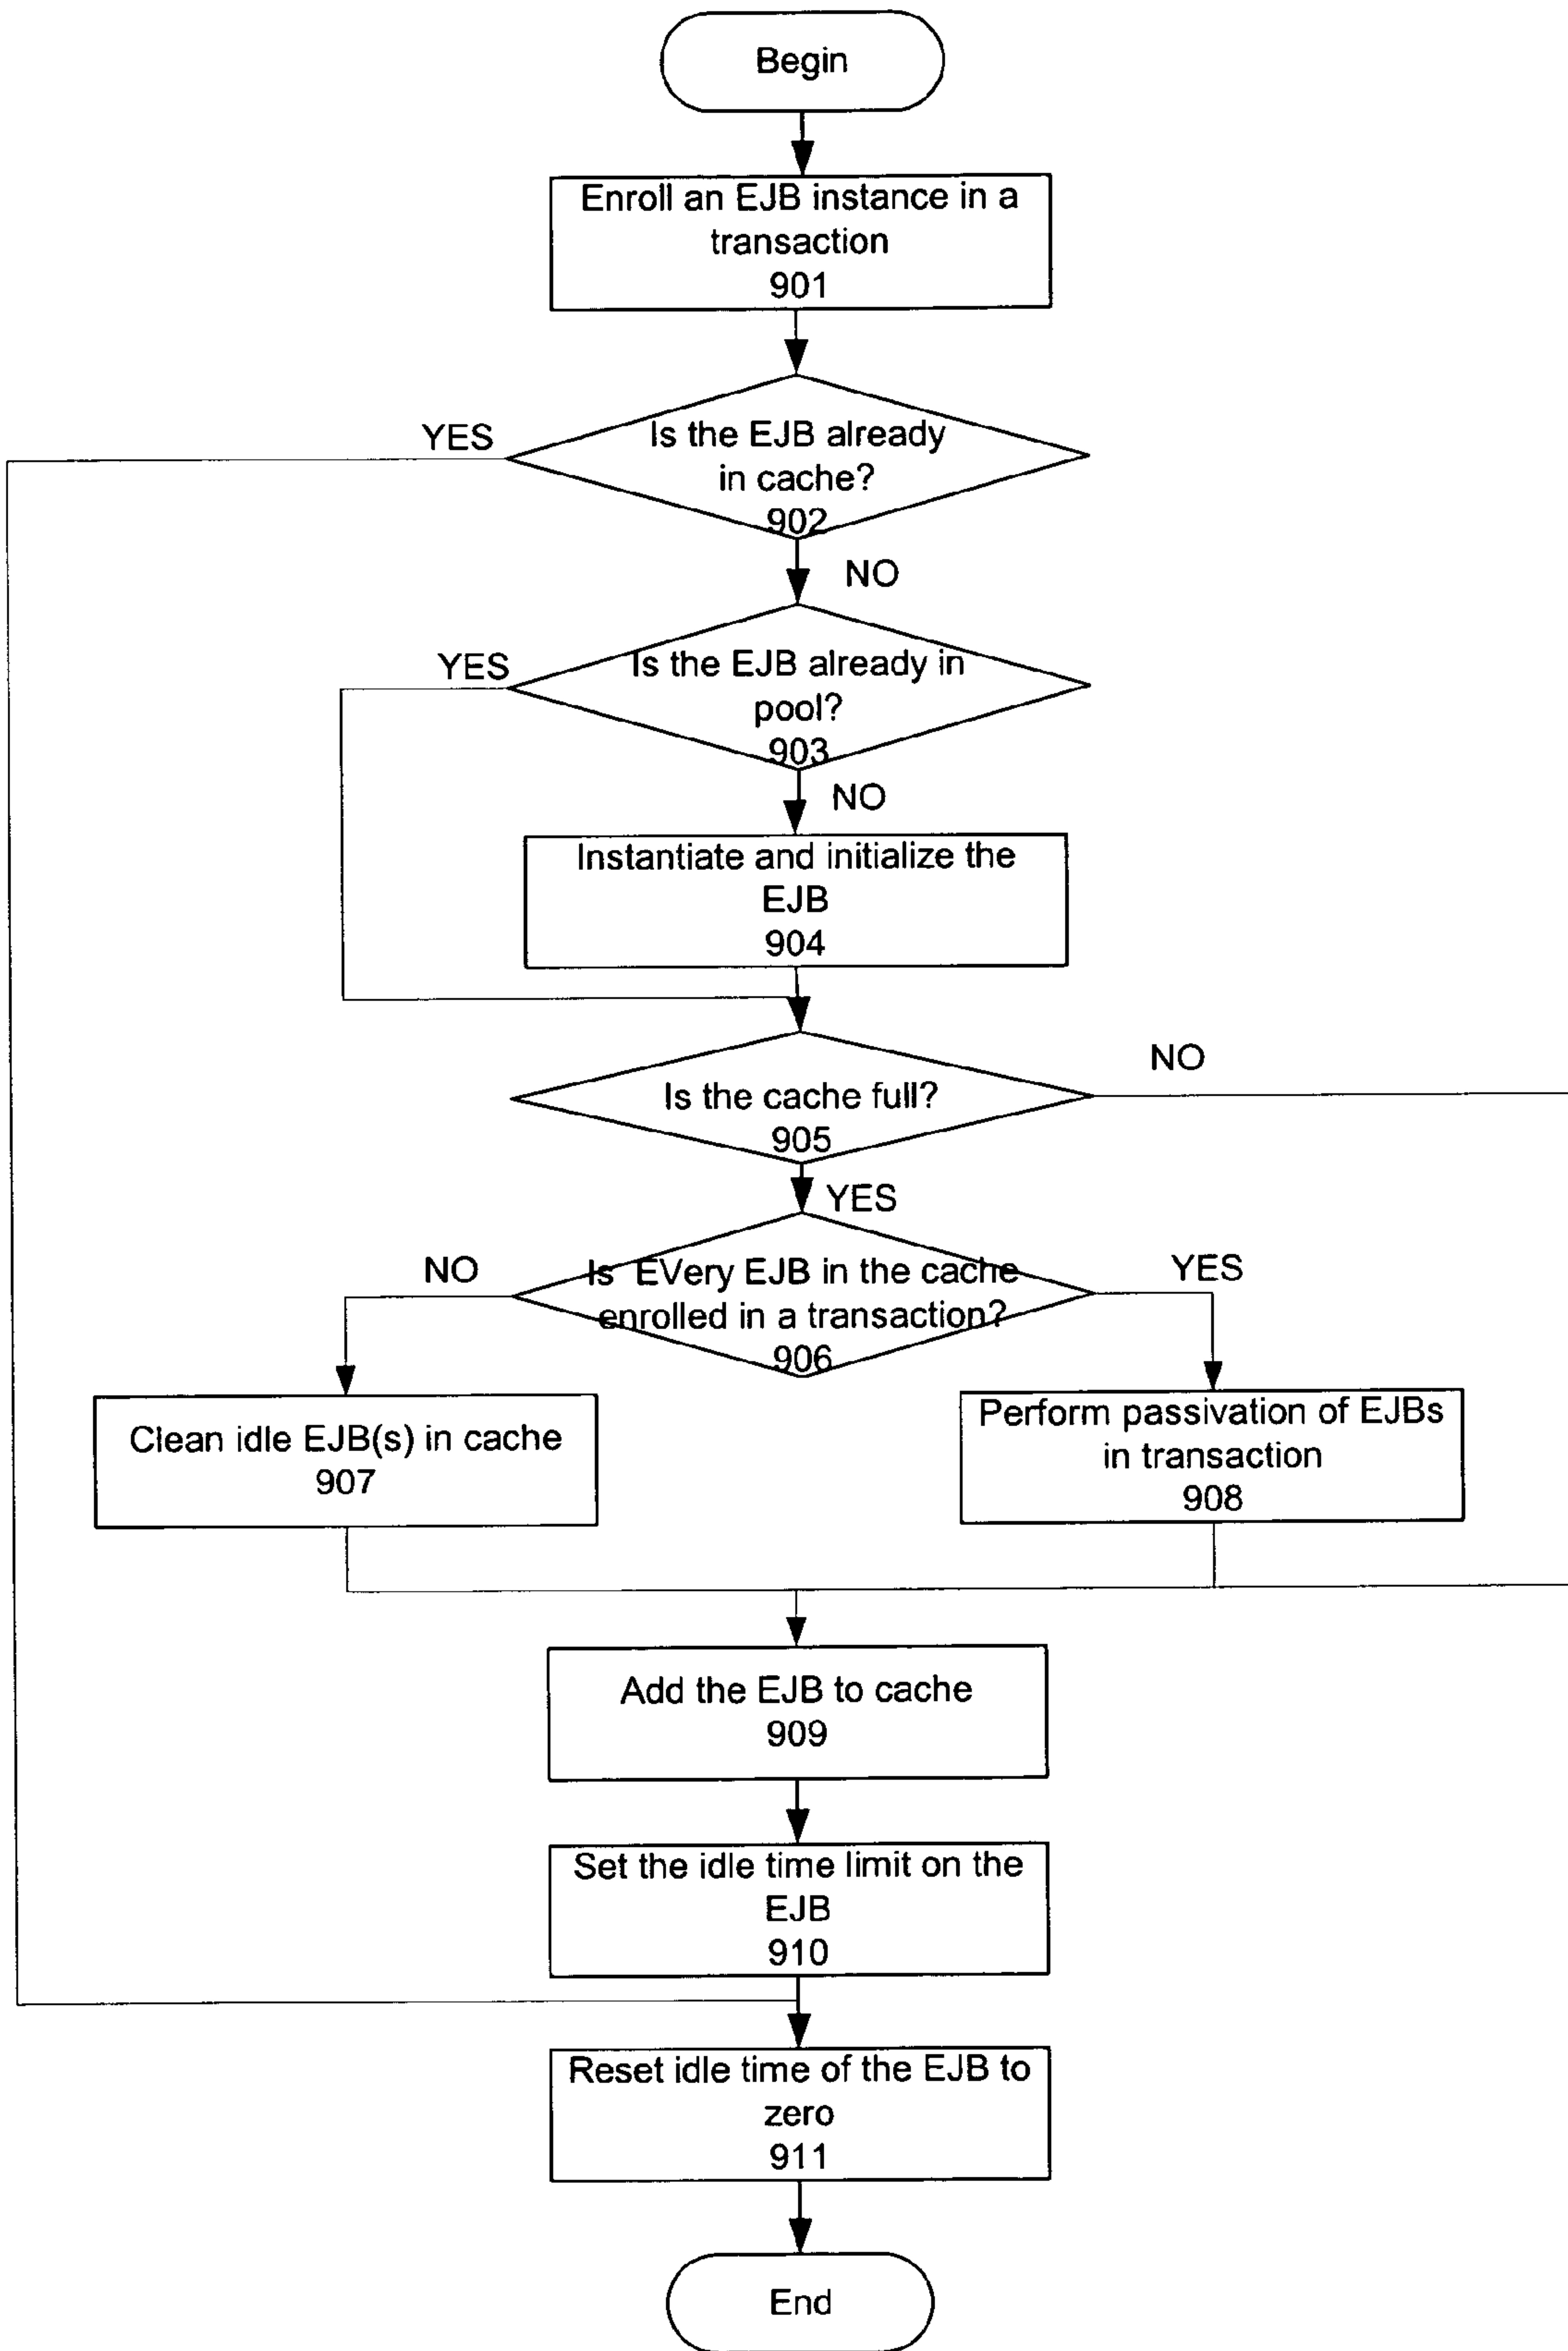 Begin
Enroll an EJB instance in a
transaction
901
YES
Is the EJB already
in cache?
902
NO
YES
Is the EJB already in
pool?
903
NO
Instantiate and initialize the
EJB
904
NO
Is the cache full?
905
YES
NO
Is EVery EJB in the cache
enrolled in a transaction?
906
YES
Clean idle EJB(s) in cache
907
Perform passivation of EJBs
in transaction
908
Add the EJB to cache
909
Set the idle time limit on the
EJB
910
Reset idle time of the EJB to
zero
911
End